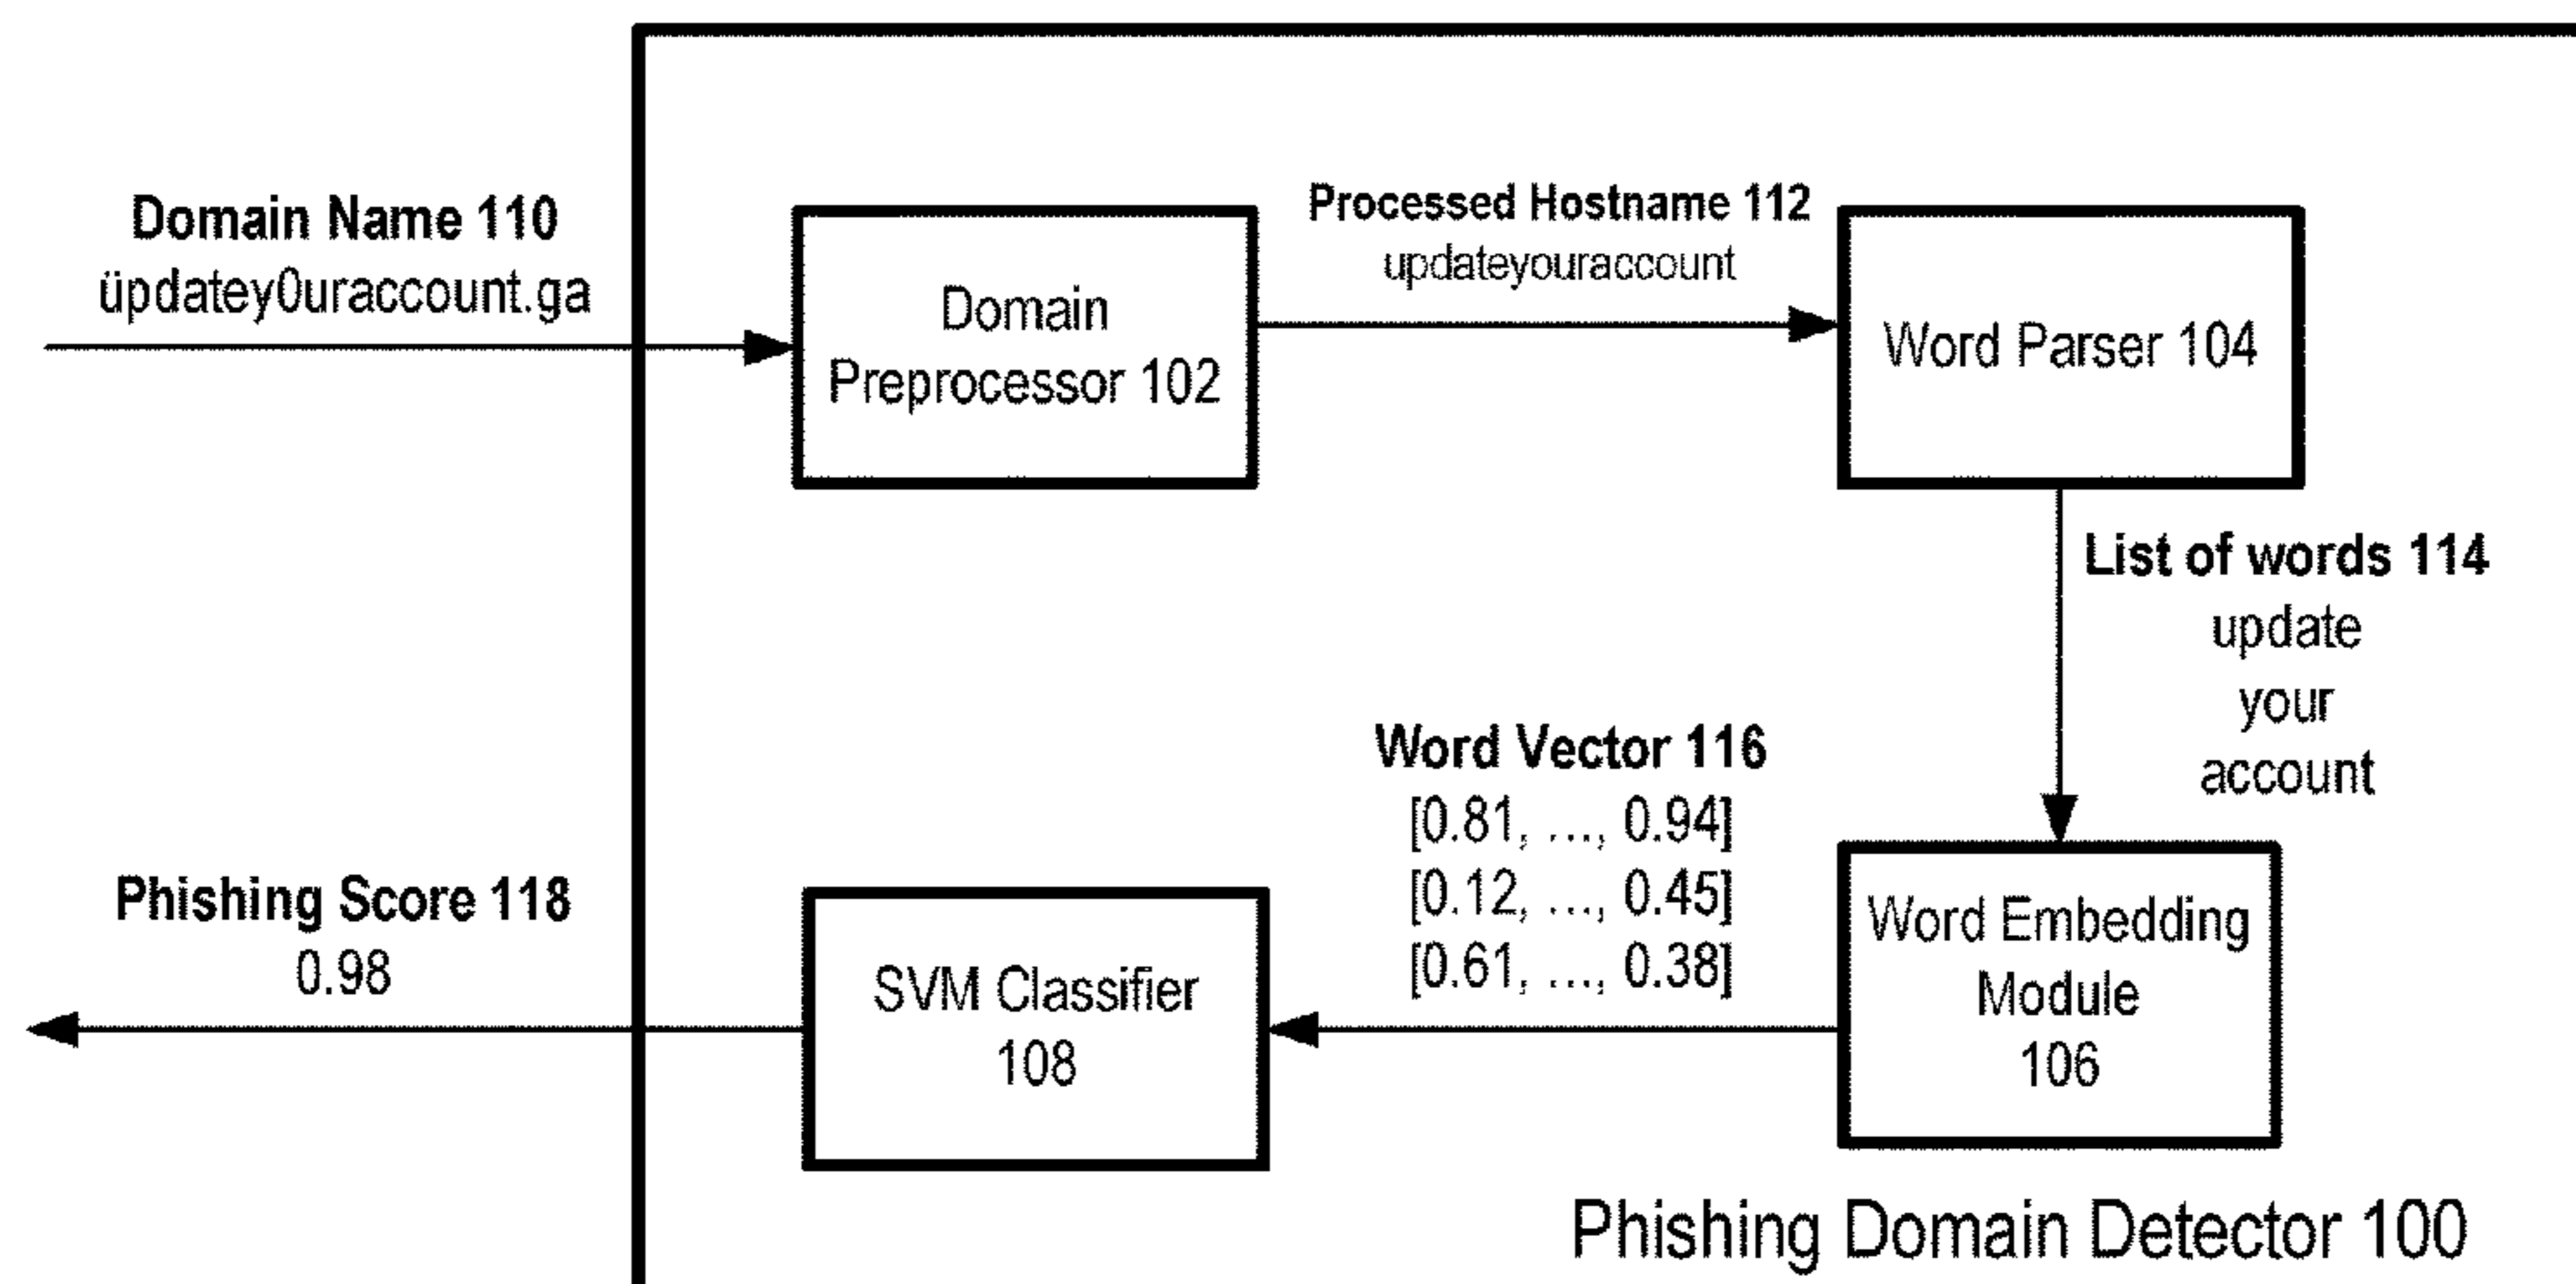 Domain Name 110
üpdatey0uraccount.ga
Domain
Preprocessor 102
Processed Hostname 112
updateyouraccount
Word Parser 104
List of words 114
update
your
account
Word Embedding
Module
106
Word Vector 116
[0.81, ..., 0.94]
[0.12, ..., 0.45]
[0.61, ..., 0.38]
SVM Classifier
108
Phishing Score 118
0.98
Phishing Domain Detector 100